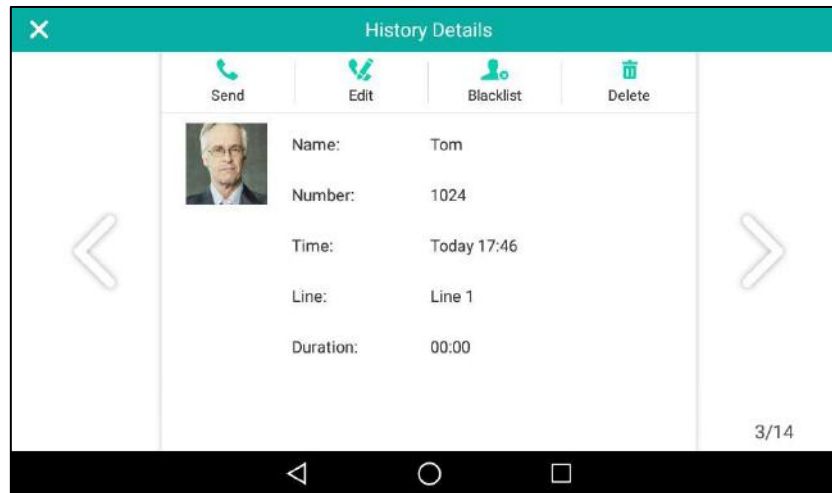 History Details
Send Edit Blacklist Delete
Name: Tom
Number: 1024
Time: Today 17:46
Line: Line 1
Duration: 00:00
3/14